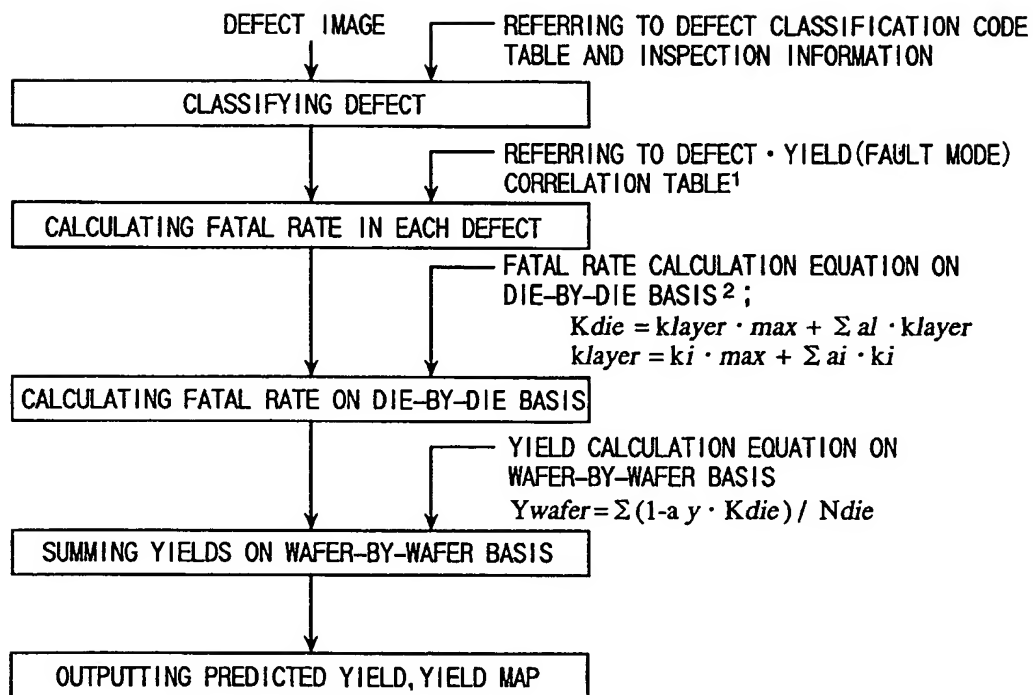 DEFECT IMAGE
REFERRING TO DEFECT CLASSIFICATION CODE
TABLE AND INSPECTION INFORMATION
CLASSIFYING DEFECT
REFERRING TO DEFECT・YIELD(FAULT MODE)
CORRELATION TABLE¹
CALCULATING FATAL RATE IN EACH DEFECT
FATAL RATE CALCULATION EQUATION ON
DIE-BY-DIE BASIS²;
Kdie = klayer・max + Σ al・klayer
klayer = ki・max + Σ ai・ki
CALCULATING FATAL RATE ON DIE-BY-DIE BASIS
YIELD CALCULATION EQUATION ON
WAFER-BY-WAFER BASIS
Ywafer=Σ(1-a y・Kdie)/ Ndie
SUMMING YIELDS ON WAFER-BY-WAFER BASIS
OUTPUTTING PREDICTED YIELD, YIELD MAP